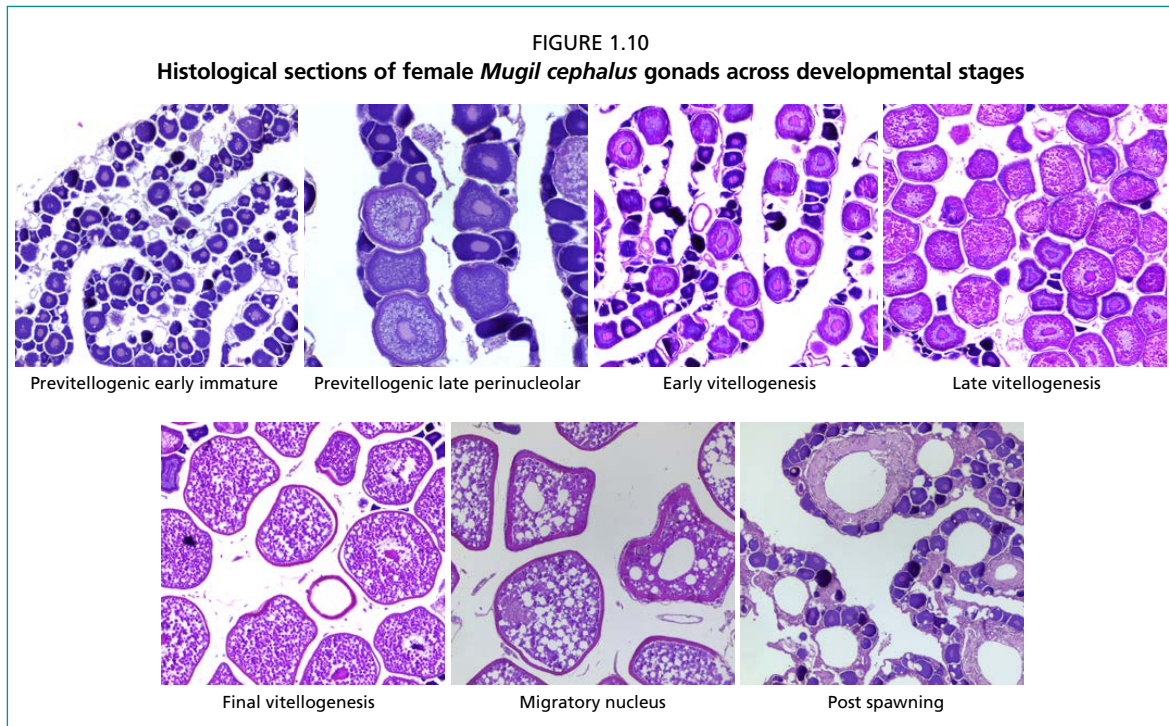 FIGURE 1.10
Histological sections of female Mugil cephalus gonads across developmental stages
Previtellogenic early immature
Previtellogenic late perinucleolar
Early vitellogenesis
Late vitellogenesis
Final vitellogenesis
Migratory nucleus
Post spawning